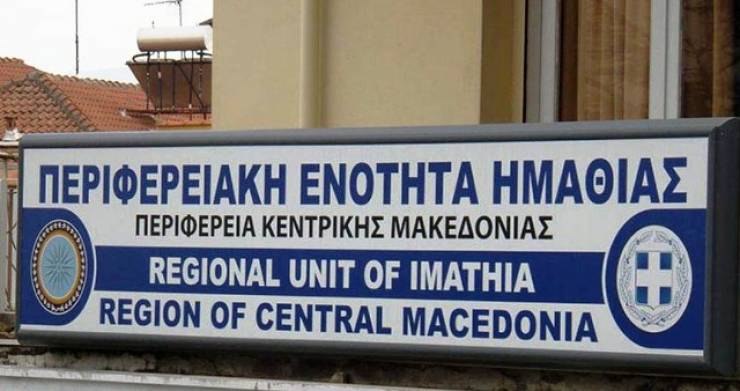 ΠΕΡΙΦΕΡΕΙΑΚΗ ΕΝΟΤΗΤΑ ΗΜΑΘΙΑΣ
ΠΕΡΙΦΕΡΕΙΑ ΚΕΝΤΡΙΚΗΣ ΜΑΚΕΔΟΝΙΑΣ
REGIONAL UNIT OF IMATHIA
REGION OF CENTRAL MACEDONIA